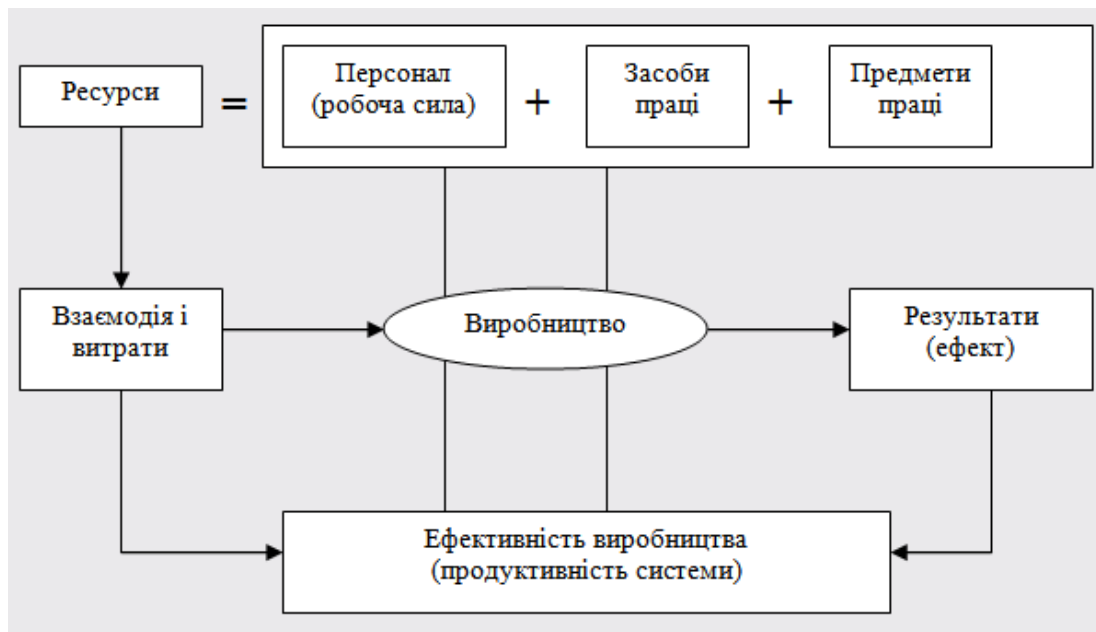 Ресурси
=
Персонал
(робоча сила)
+
Засоби
праці
+
Предмети
праці
Взаємодія і
витрати
Виробництво
Результати
(ефект)
Ефективність виробництва
(продуктивність системи)